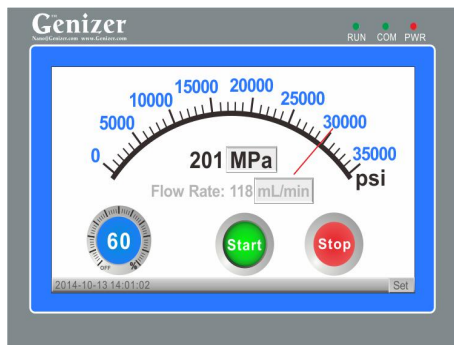 Genizer
Name@Genizer.com www.Genizer.com
RUN COM PWR
0 5000 10000 15000 20000 25000 30000 35000
psi
201 MPa
Flow Rate: 118 mL/min
60
OFF %
Start
Stop
2014-10-13 14:01:02
Set